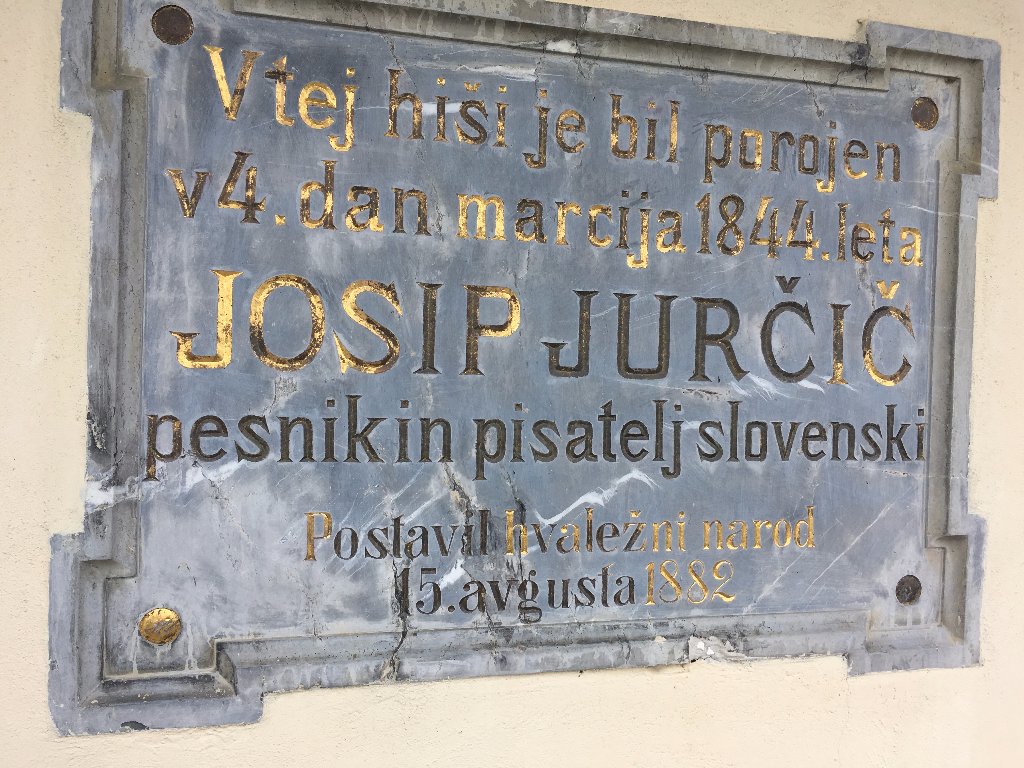 V tej hiši je bil porojen
v 4. dan marcija 1844. leta
JOSIP JURČIČ
pesnik in pisatelj slovenski
Postavil hvaležni narod
15. avgusta 1882